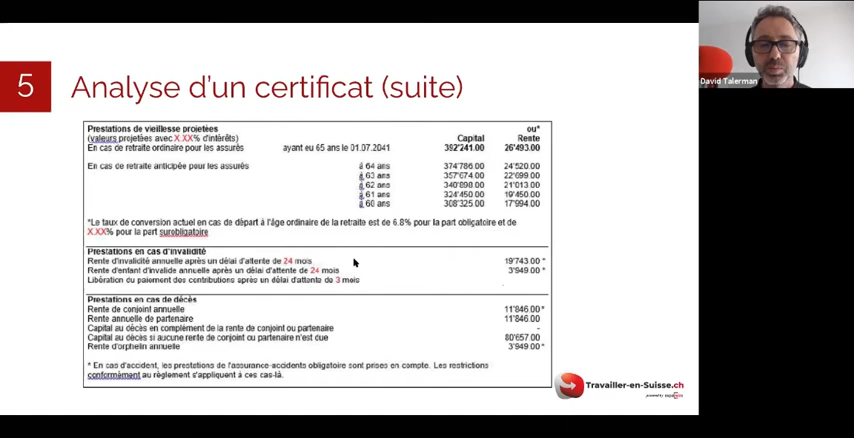 5
Analyse d'un certificat (suite)
David Talerman
Prestations de vieillesse projetées ou*
(valeurs projetées avec X.XX% d'intérêts) Capital Rente
En cas de retraite ordinaire pour les assurés ayant eu 65 ans le 01.07.2041 392'241.00 26'493.00
En cas de retraite anticipée pour les assurés à 64 ans 374'786.00 24'520.00
à 63 ans 357'674.00 22'699.00
à 62 ans 340'898.00 21'013.00
à 61 ans 324'450.00 19'450.00
à 60 ans 308'325.00 17'994.00
*Le taux de conversion actuel en cas de départ à l'âge ordinaire de la retraite est de 6.8% pour la part obligatoire et de
X.XX% pour la part surobligatoire
Prestations en cas d'invalidité
Rente d'invalidité annuelle après un délai d'attente de 24 mois 19'743.00 *
Rente d'enfant d'invalide annuelle après un délai d'attente de 24 mois 3'949.00 *
Libération du paiement des contributions après un délai d'attente de 3 mois
Prestations en cas de décès
Rente de conjoint annuelle 11'846.00 *
Rente annuelle de partenaire 11'846.00
Capital au décès en complément de la rente de conjoint ou partenaire -
Capital au décès si aucune rente de conjoint ou partenaire n'est due 80'657.00
Rente d'orphelin annuelle 3'949.00 *
* En cas d'accident, les prestations de l'assurance-accidents obligatoire sont prises en compte. Les restrictions
conformément au règlement s'appliquent à ces cas-là.
Travailler-en-Suisse.ch
powered by